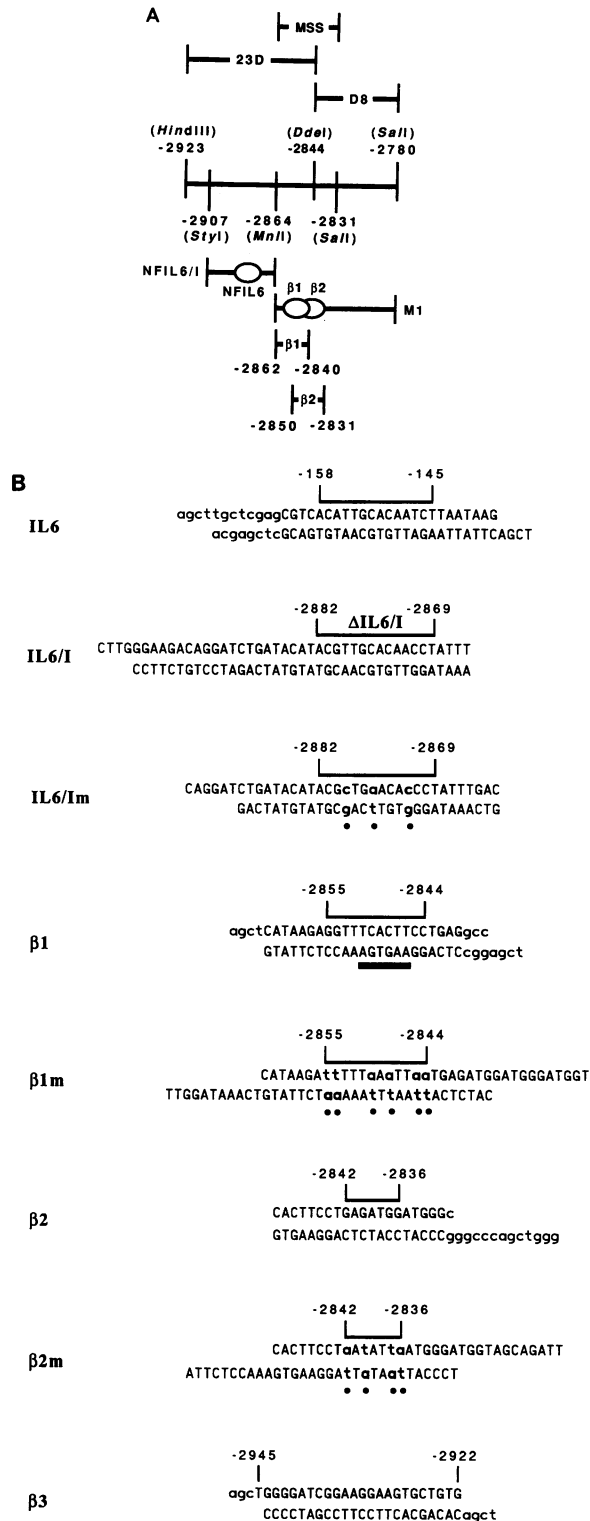 A
MSS
23D
D8
(HindIII) (DdeI) (SalI)
-2923 -2844 -2780
-2907 -2864 -2831
(StyI) (MnlI) (SalI)
NFIL6/I
NFIL6
β1 β2
M1
β1
-2862 -2840
β2
-2850 -2831
B
-158 -145
IL6
agcttgctcgagCGTCACATTGCACAATCTTAATAAG
acgagctcGCAGTGTAACGTGTTAGAATTATTCAGCT
-2882 -2869
ΔIL6/I
IL6/I
CTTGGGAAGACAGGATCTGATACATACGTTGCACAACCTATTT
CCTTCTGTCCTAGACTATGTATGCAACGTGTTGGATAAA
-2882 -2869
IL6/Im
CAGGATCTGATACATACGcTGaACAcCCTATTTGAC
GACTATGTATGCgACtTGTgGGATAAACTG
-2855 -2844
β1
agctCATAAGAGGTTTCACTTCCTGAGgcc
GTATTCTCCAAAGTGAAGGACTCcggagct
-2855 -2844
β1m
CATAAGAttTTTaAaTTaaTGAGATGGATGGGATGGT
TTGGATAAACTGTATTCTaaAAAtTtAAttACTCTAC
-2842 -2836
β2
CACTTCCTGAGATGGATGGGc
GTGAAGGACTCTACCTACCCgggcccagctggg
-2842 -2836
β2m
CACTTCCTaAtATtaATGGGATGGTAGCAGATT
ATTCTCCAAAGTGAAGGAtTaTAatTACCCT
-2945 -2922
β3
agcTGGGGATCGGAAGGAAGTGCTGTG
CCCCTAGCCTTCCTTCACGACACagct